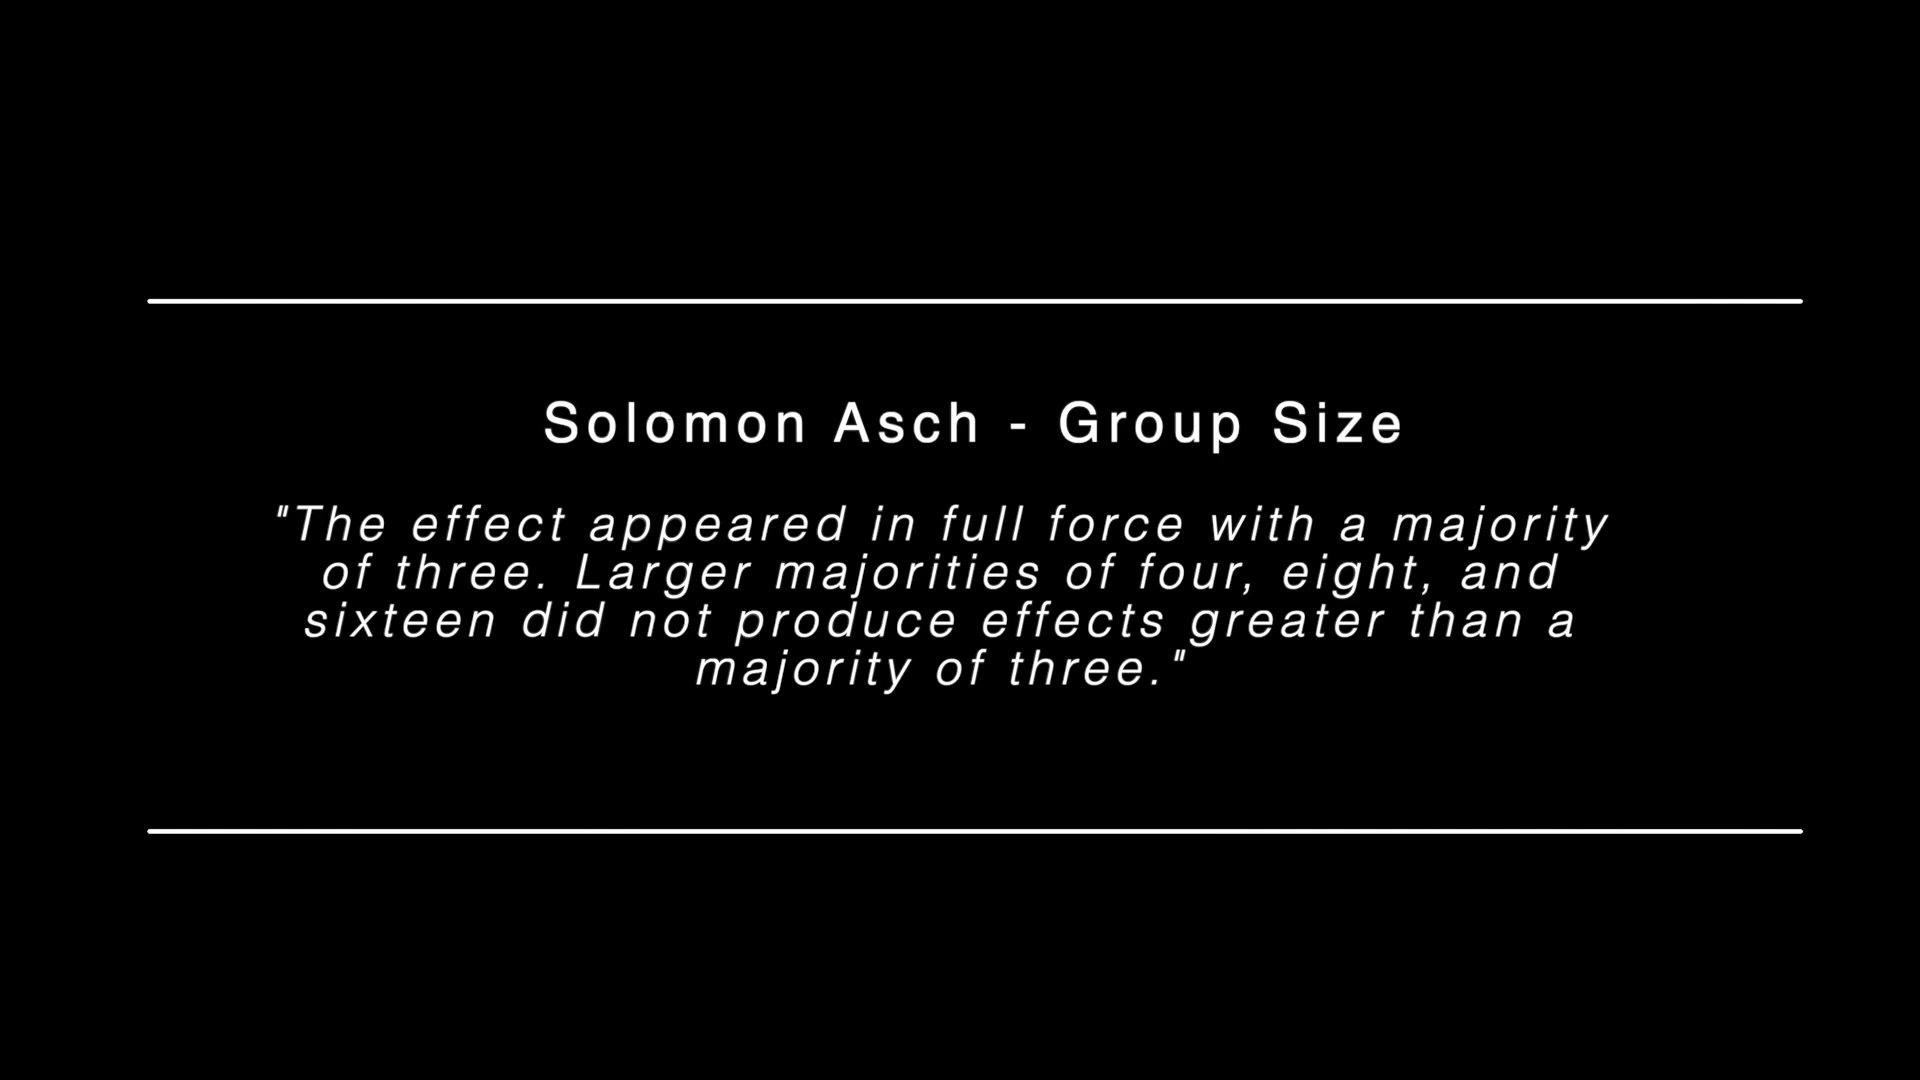 Solomon Asch - Group Size
"The effect appeared in full force with a majority
of three. Larger majorities of four, eight, and
sixteen did not produce effects greater than a
majority of three."